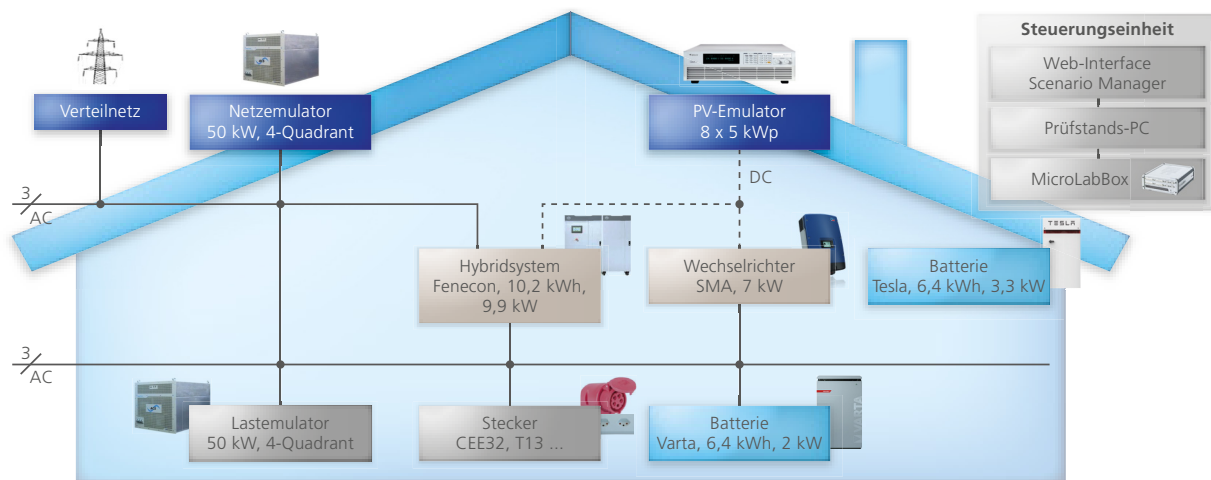 Steuerungseinheit
Web-Interface
Scenario Manager
Prüfstands-PC
MicroLabBox
Verteilnetz
Netzemulator
50 kW, 4-Quadrant
PV-Emulator
8 x 5 kWp
DC
3
AC
TESLA
Hybridsystem
Fenecon, 10,2 kWh,
9,9 kW
Wechselrichter
SMA, 7 kW
Batterie
Tesla, 6,4 kWh, 3,3 kW
3
AC
Lastemulator
50 kW, 4-Quadrant
Stecker
CEE32, T13 ...
Batterie
Varta, 6,4 kWh, 2 kW
VARTA